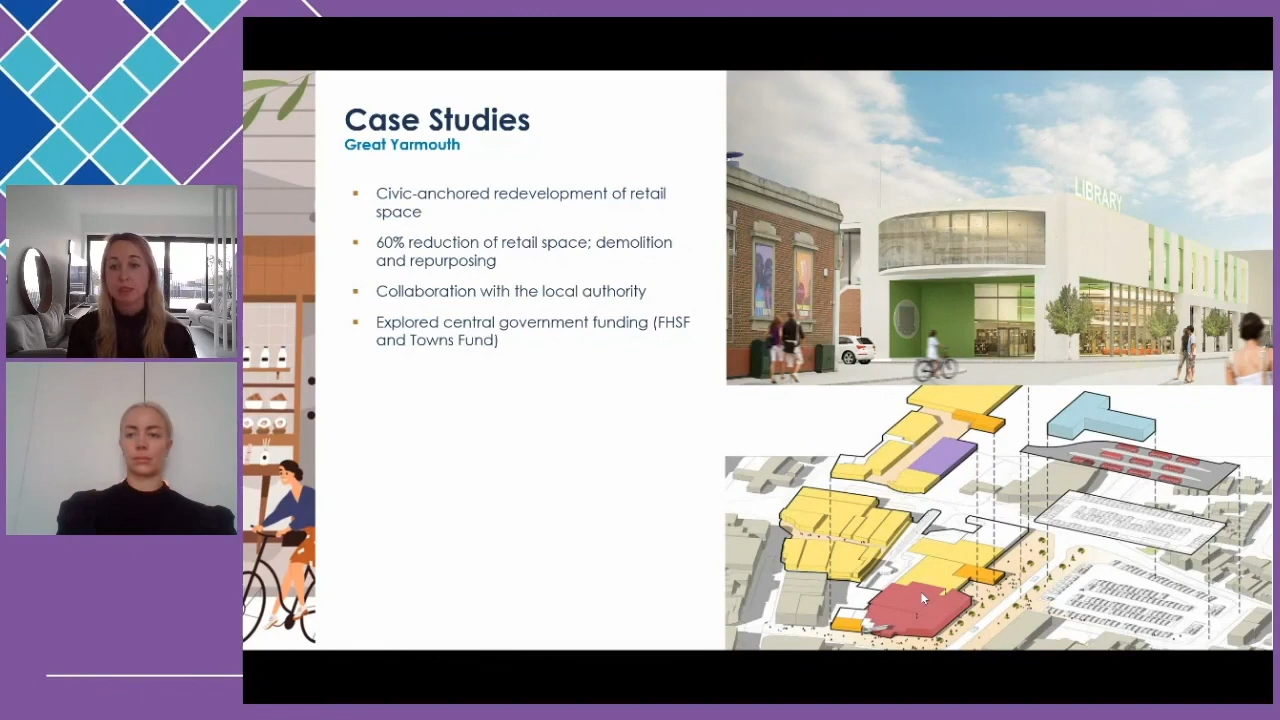 Case Studies
Great Yarmouth
Civic-anchored redevelopment of retail
space
60% reduction of retail space; demolition
and repurposing
Collaboration with the local authority
Explored central government funding (FHSF
and Towns Fund)
LIBRARY